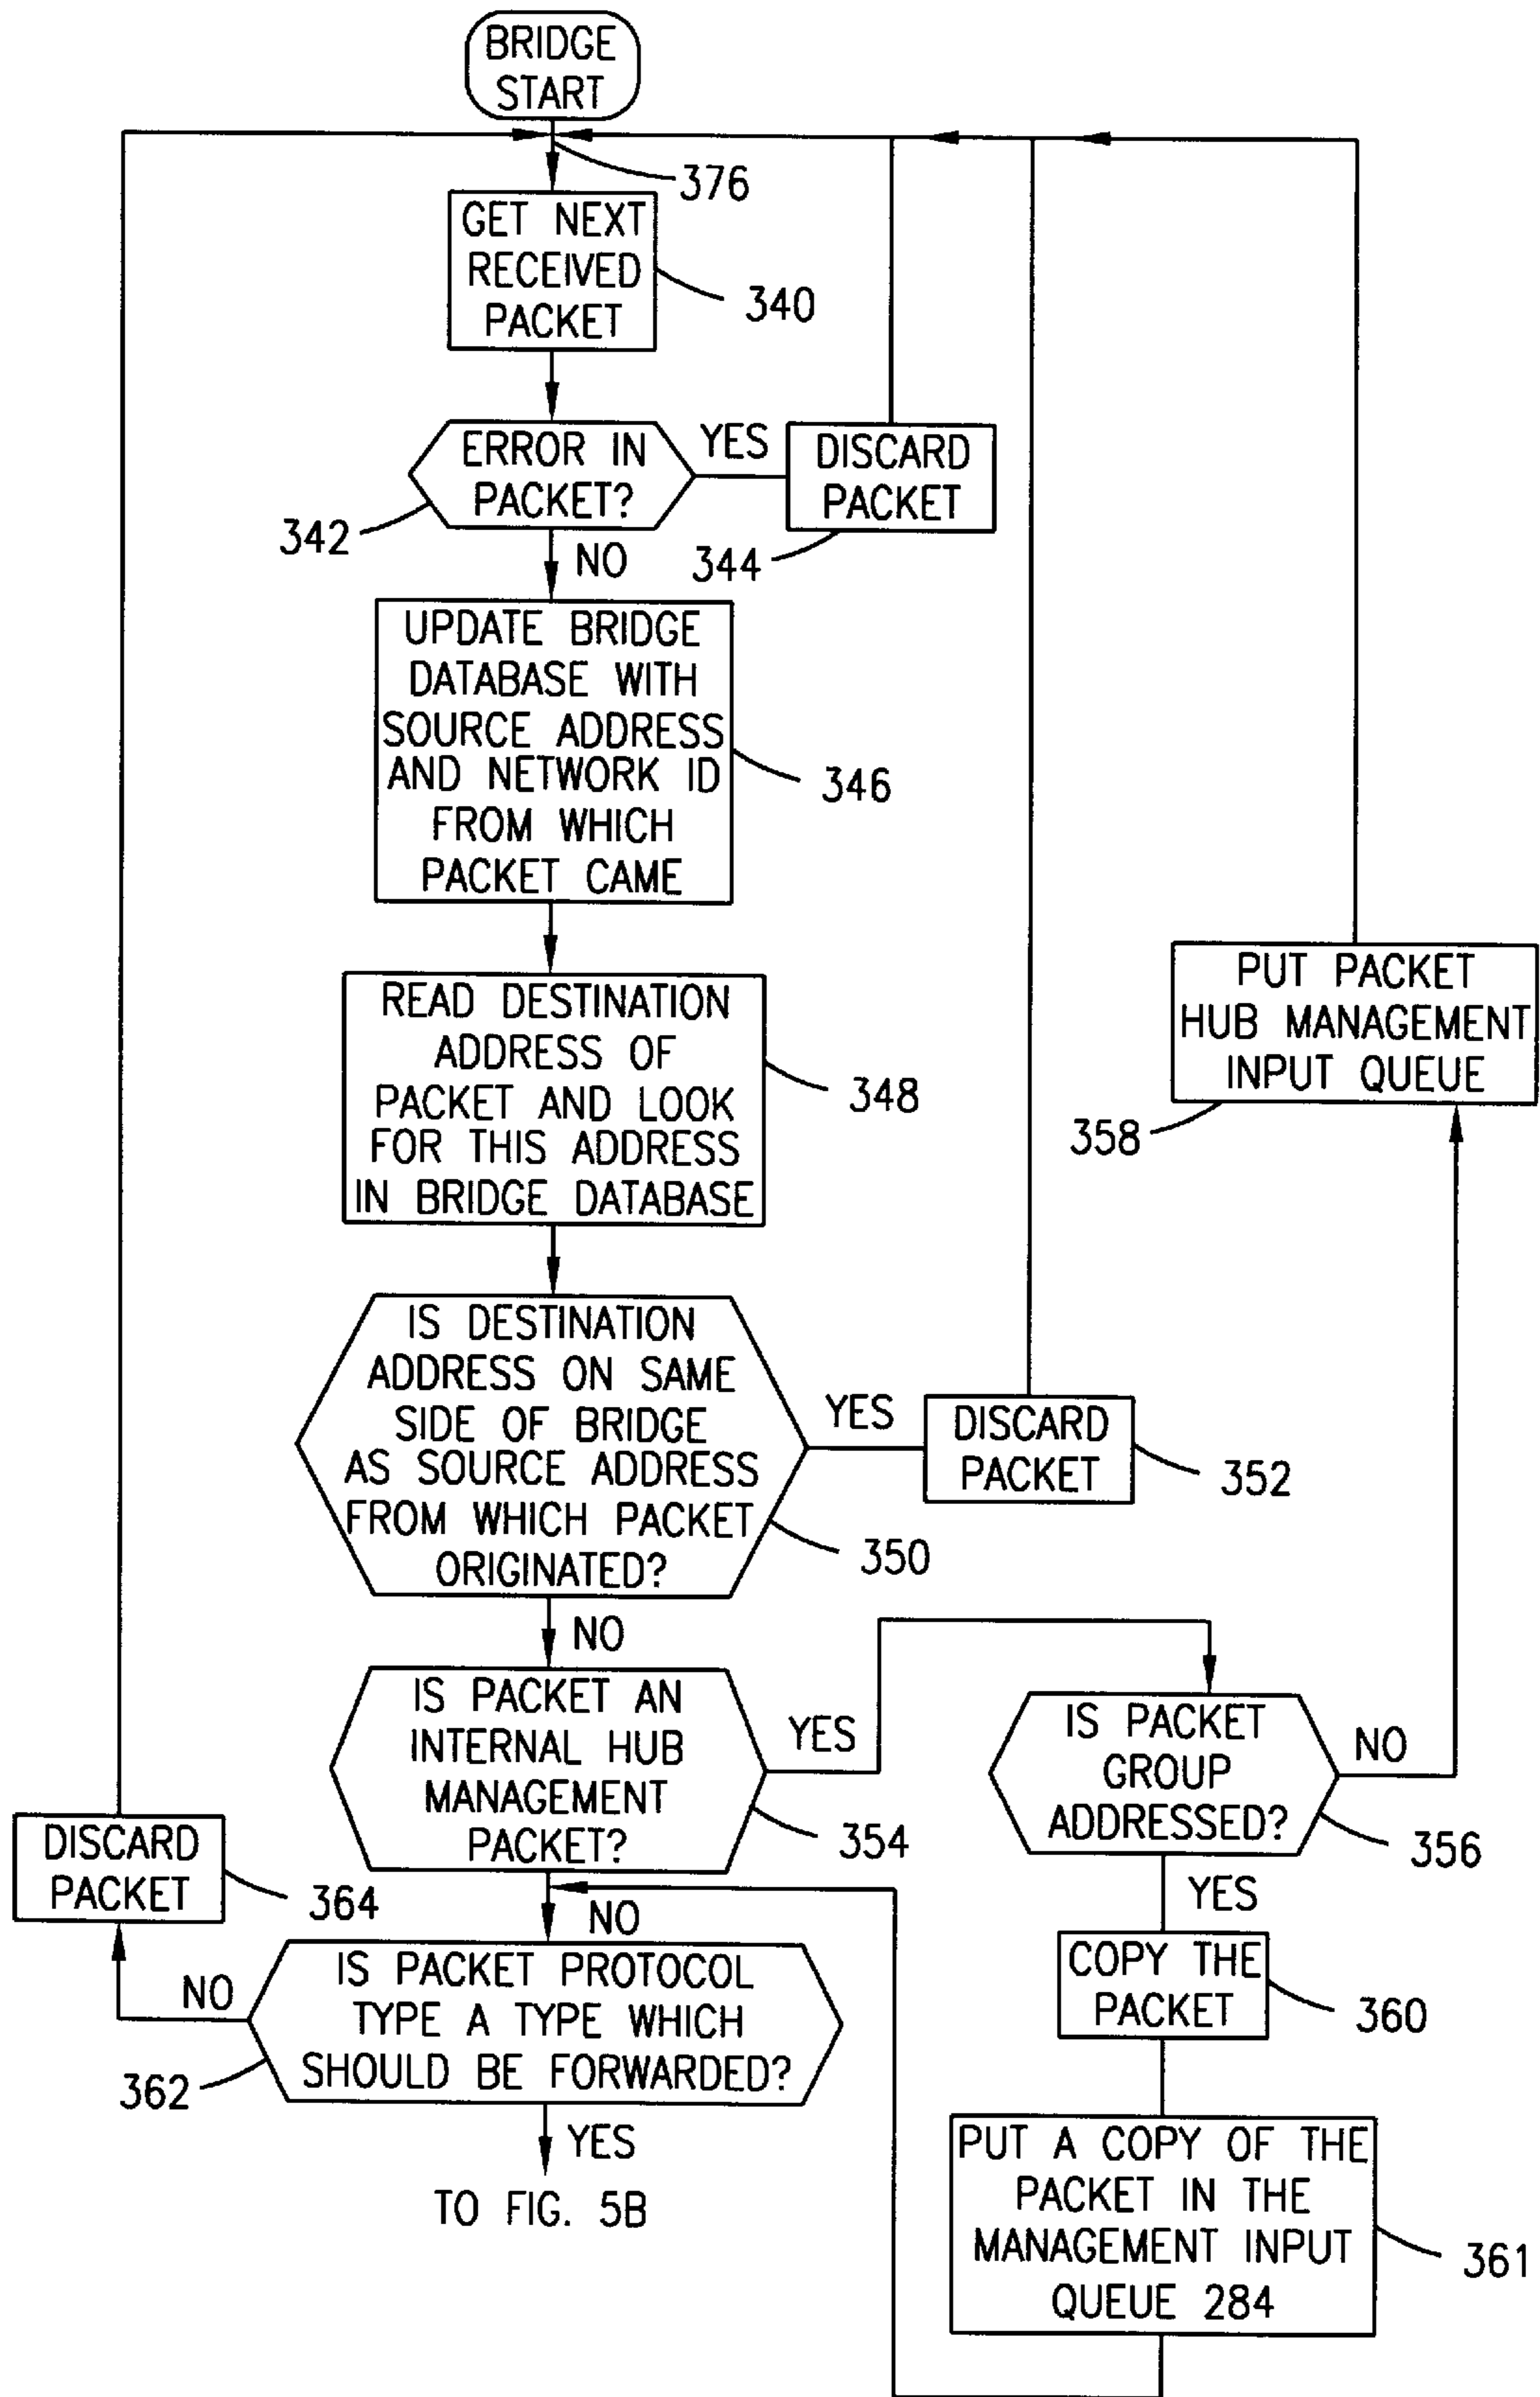 BRIDGE
START
376
GET NEXT
RECEIVED
PACKET
340
ERROR IN
PACKET?
342
YES
DISCARD
PACKET
344
NO
UPDATE BRIDGE
DATABASE WITH
SOURCE ADDRESS
AND NETWORK ID
FROM WHICH
PACKET CAME
346
READ DESTINATION
ADDRESS OF
PACKET AND LOOK
FOR THIS ADDRESS
IN BRIDGE DATABASE
348
PUT PACKET
HUB MANAGEMENT
INPUT QUEUE
358
IS DESTINATION
ADDRESS ON SAME
SIDE OF BRIDGE
AS SOURCE ADDRESS
FROM WHICH PACKET
ORIGINATED?
350
YES
DISCARD
PACKET
352
NO
IS PACKET AN
INTERNAL HUB
MANAGEMENT
PACKET?
354
YES
IS PACKET
GROUP
ADDRESSED?
356
NO
DISCARD
PACKET
364
NO
YES
COPY THE
PACKET
360
IS PACKET PROTOCOL
TYPE A TYPE WHICH
SHOULD BE FORWARDED?
362
NO
YES
TO FIG. 5B
PUT A COPY OF THE
PACKET IN THE
MANAGEMENT INPUT
QUEUE 284
361